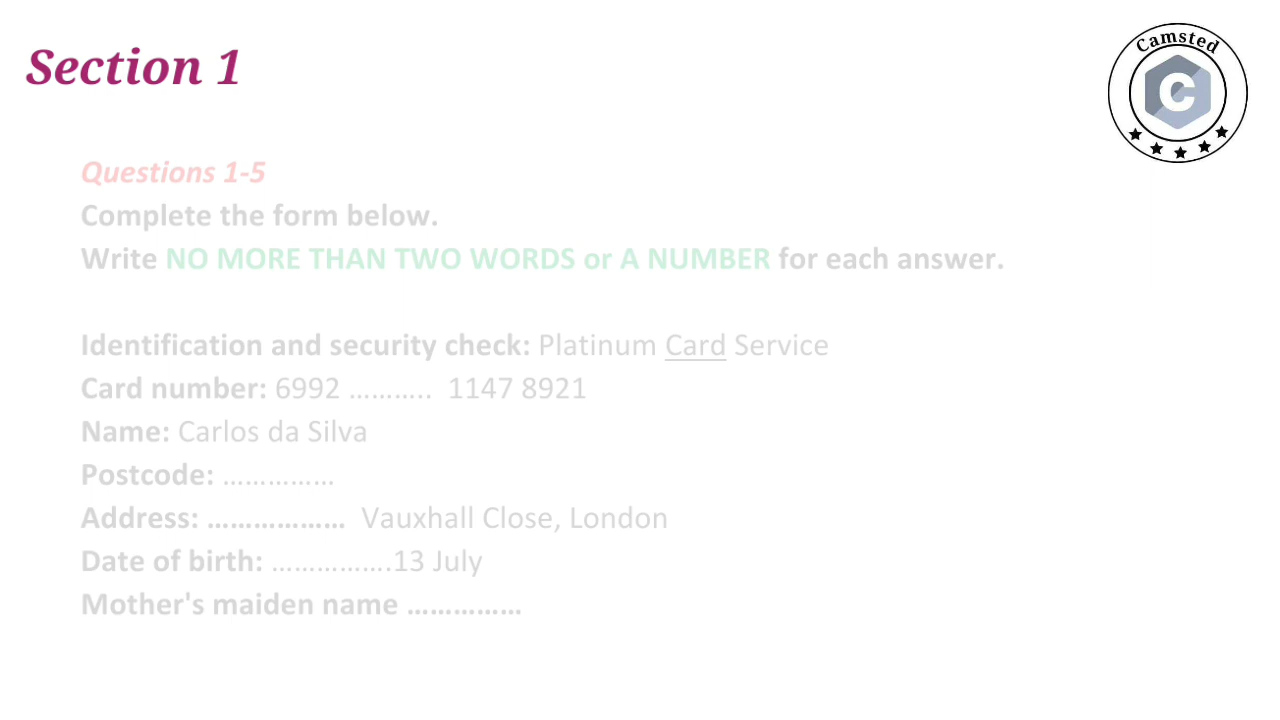 Section 1
Camsted
C
Questions 1-5
Complete the form below.
Write NO MORE THAN TWO WORDS or A NUMBER for each answer.
Identification and security check: Platinum Card Service
Card number: 6992 ……….. 1147 8921
Name: Carlos da Silva
Postcode: ……………
Address: ……………… Vauxhall Close, London
Date of birth: …………….13 July
Mother's maiden name ……………